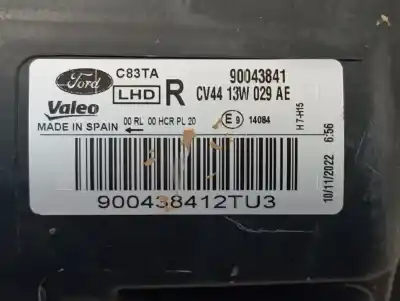 Ford
C83TA
90043841
LHD R
CV44 13W 029 AE
Valeo
MADE IN SPAIN
00 RL 00 HCR PL 20
E9 14084
H7-H15
10/11/2022 6:56
900438412TU3